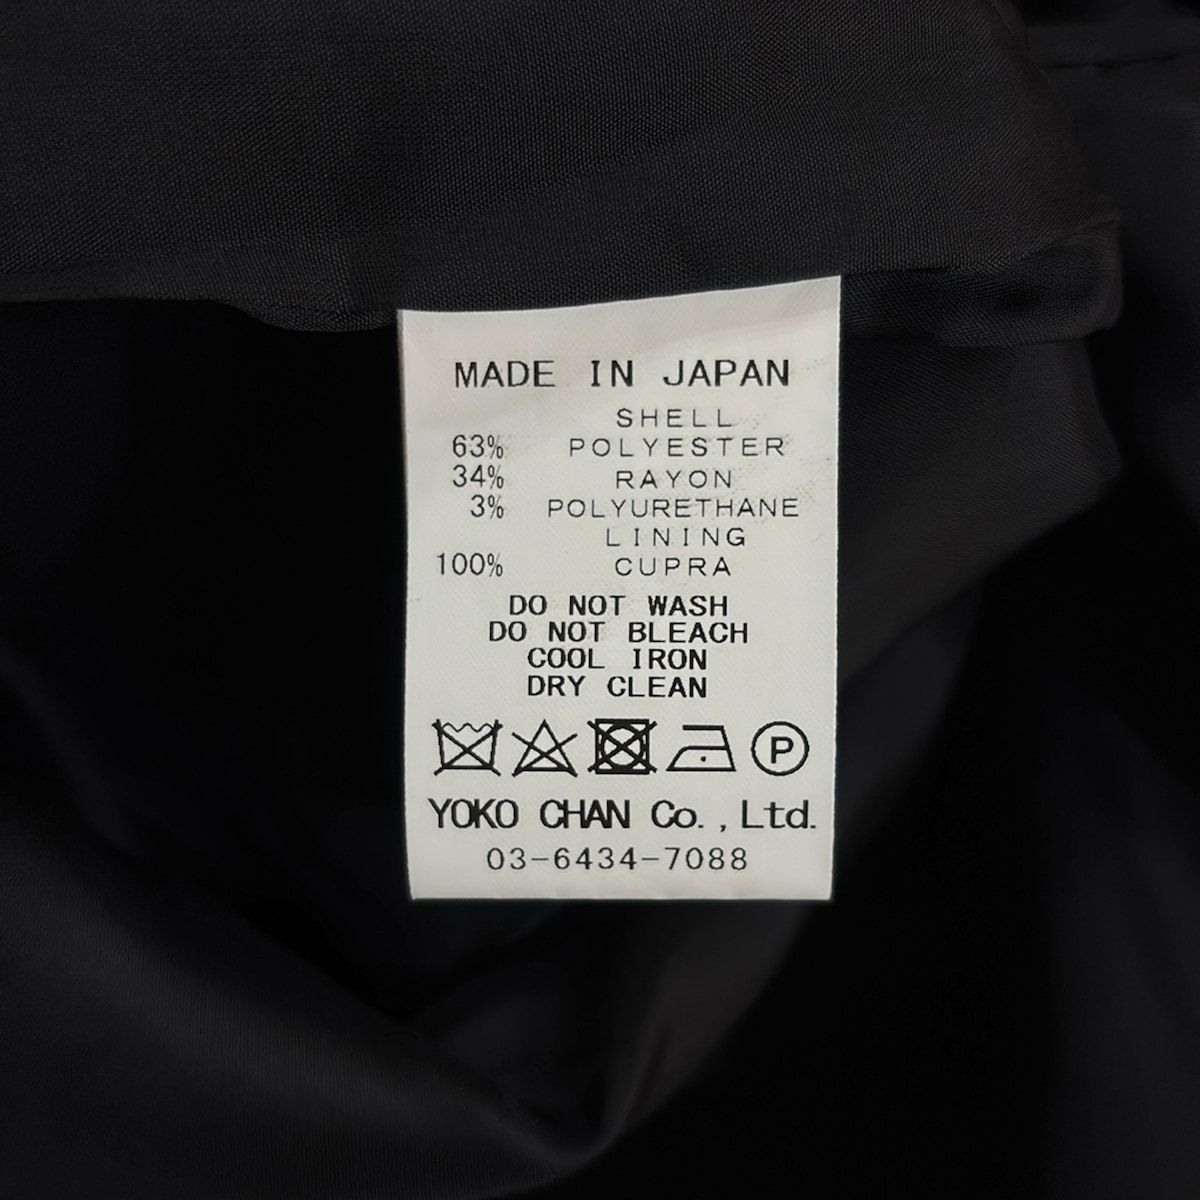 MADE IN JAPAN
SHELL
63% POLYESTER
34% RAYON
3% POLYURETHANE
LINING
100% CUPRA
DO NOT WASH
DO NOT BLEACH
COOL IRON
DRY CLEAN
P
YOKO CHAN Co., Ltd.
03-6434-7088